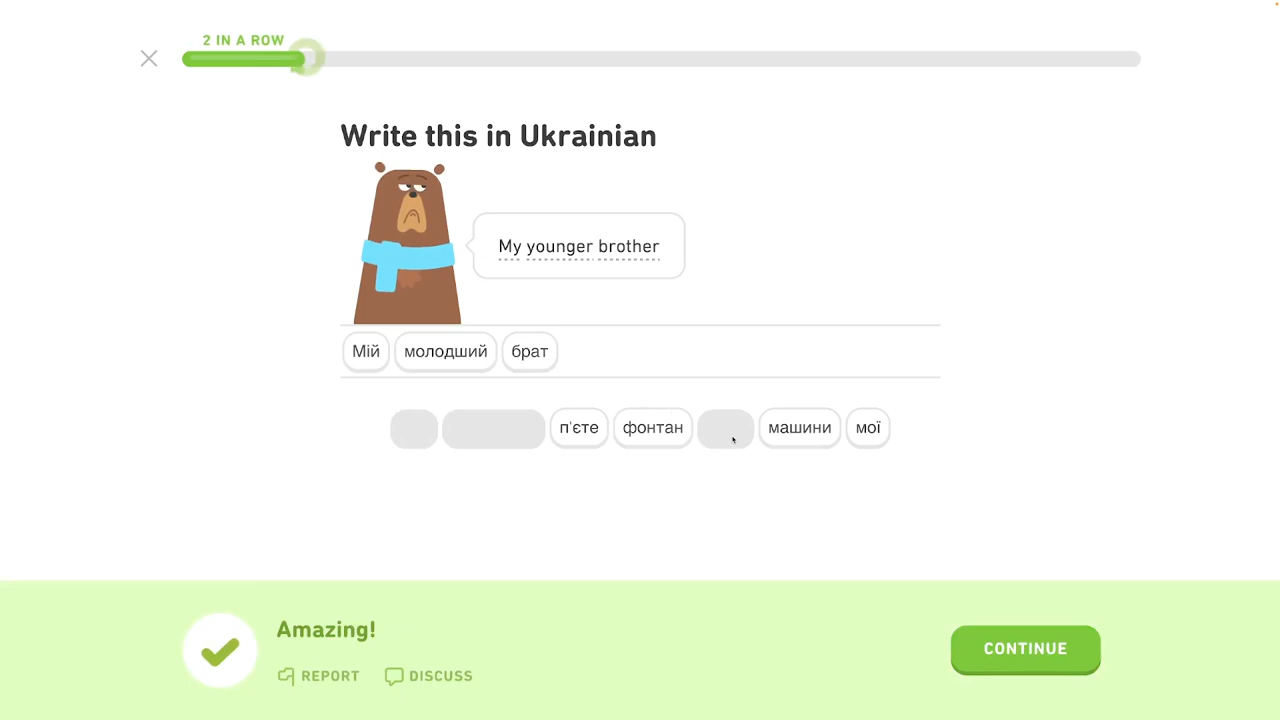 2 IN A ROW
Write this in Ukrainian
My younger brother
Мій молодший брат
п'єте фонтан машини мої
Amazing!
REPORT DISCUSS
CONTINUE